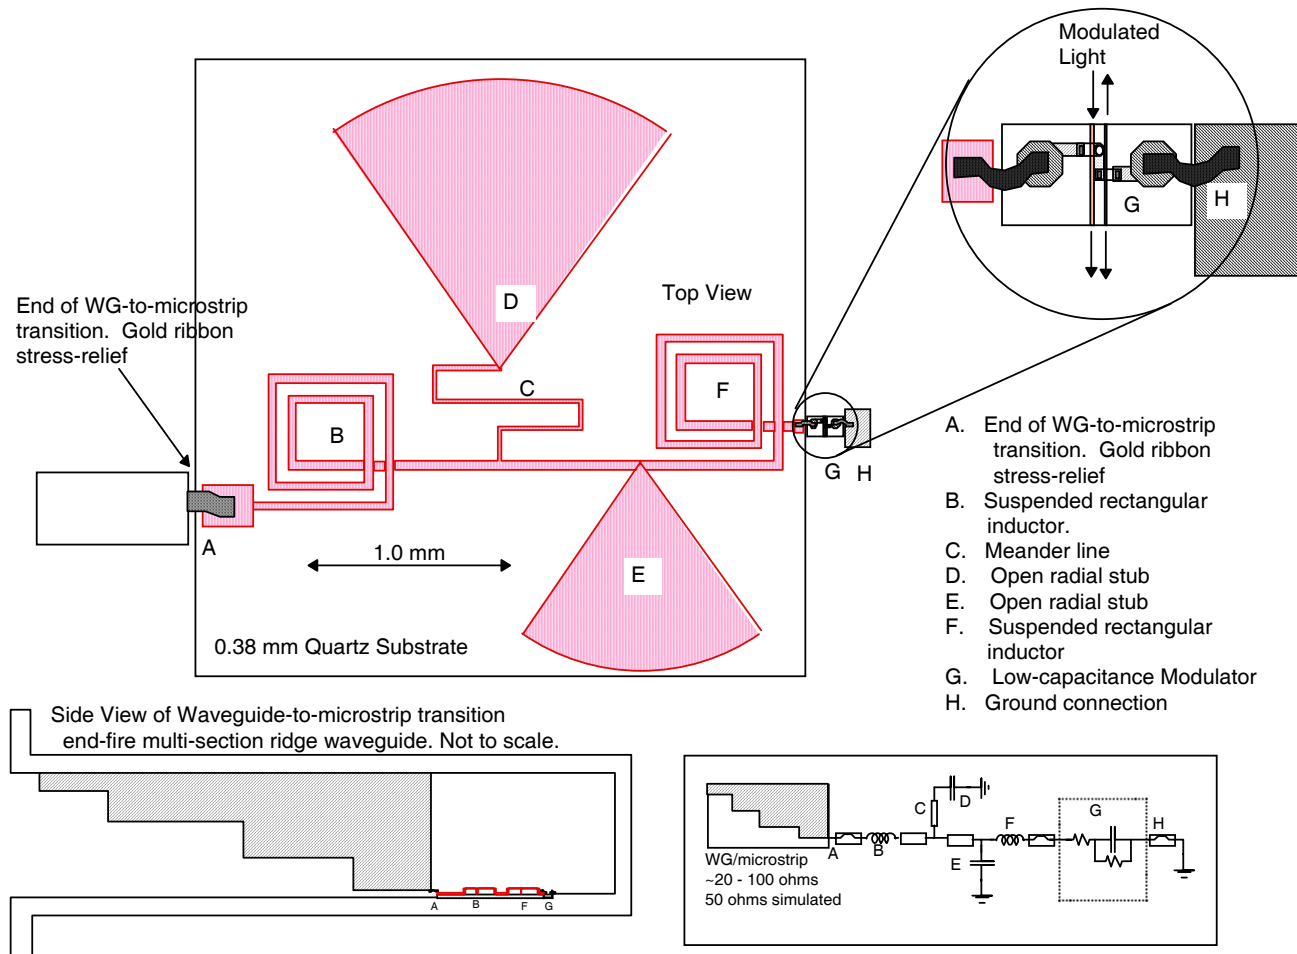 Modulated
Light
G
H
D
Top View
End of WG-to-microstrip
transition. Gold ribbon
stress-relief
C
F
B
G H
A
1.0 mm
E
0.38 mm Quartz Substrate
A. End of WG-to-microstrip
transition. Gold ribbon
stress-relief
B. Suspended rectangular
inductor.
C. Meander line
D. Open radial stub
E. Open radial stub
F. Suspended rectangular
inductor
G. Low-capacitance Modulator
H. Ground connection
Side View of Waveguide-to-microstrip transition
end-fire multi-section ridge waveguide. Not to scale.
A B F G
C D
F G H
A B E
WG/microstrip
~20 - 100 ohms
50 ohms simulated